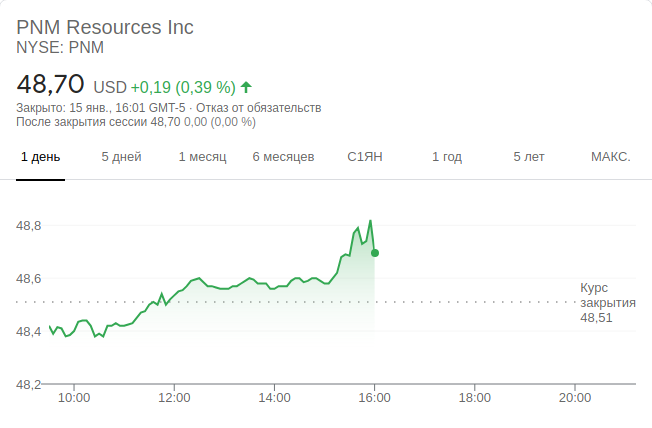 PNM Resources Inc
NYSE: PNM
48,70 USD +0,19 (0,39 %)
Закрыто: 15 янв., 16:01 GMT-5 · Отказ от обязательств
После закрытия сессии 48,70 0,00 (0,00 %)
1 день 5 дней 1 месяц 6 месяцев С1ЯН 1 год 5 лет МАКС.
48,8
48,6
Курс
закрытия
48,51
48,4
48,2
10:00 12:00 14:00 16:00 18:00 20:00